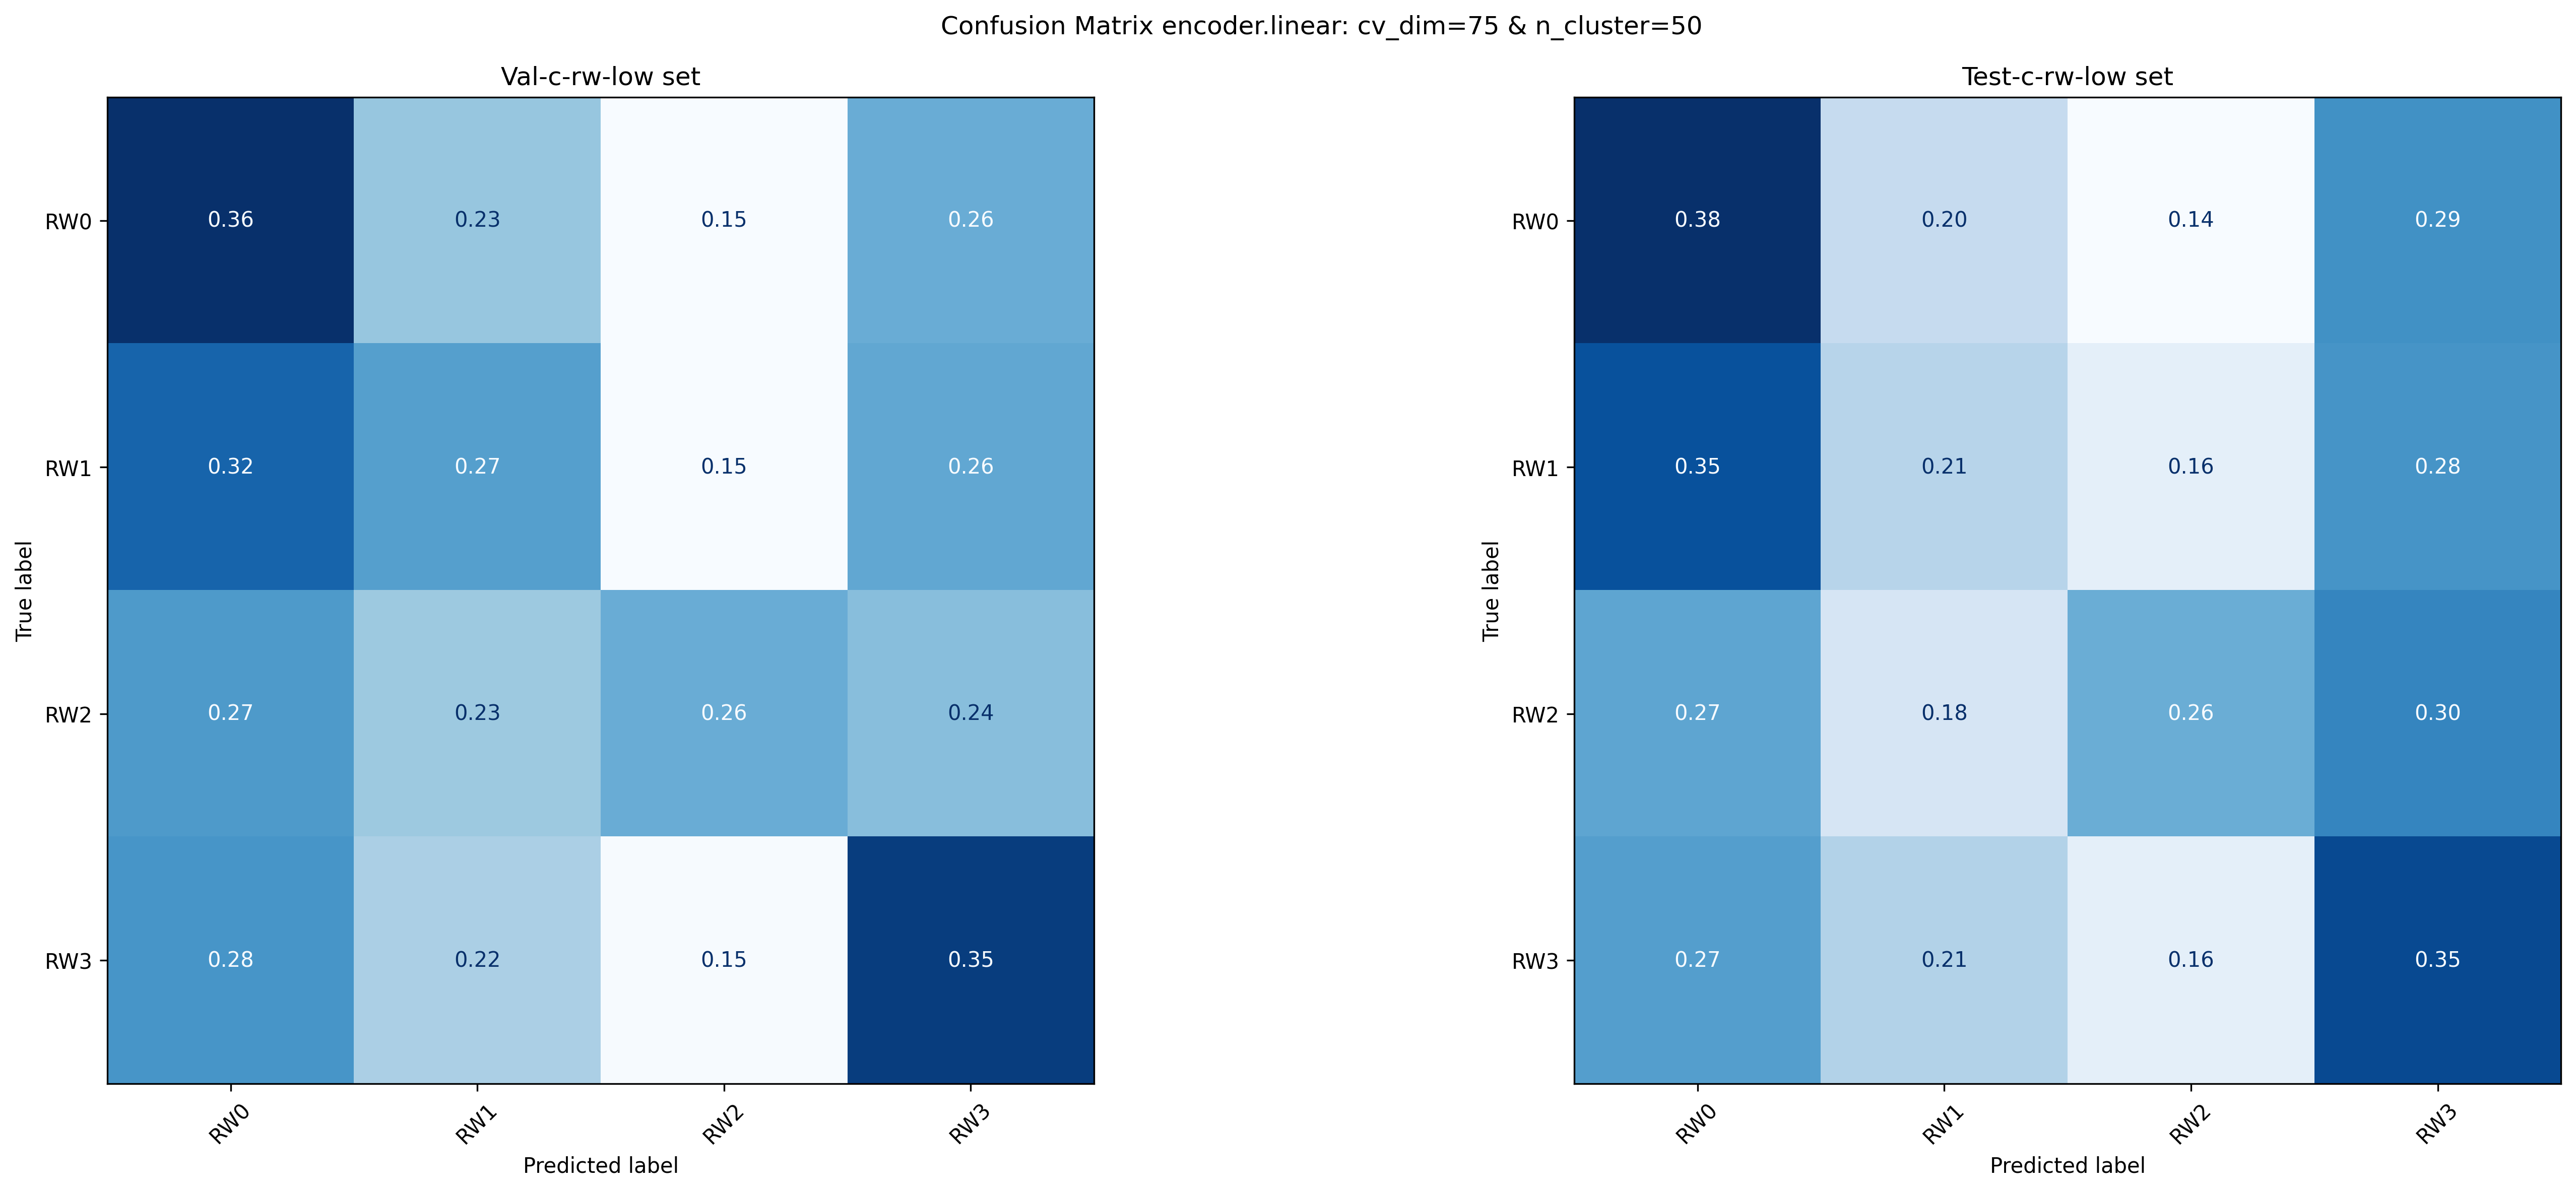 Confusion Matrix encoder.linear: cv_dim=75 & n_cluster=50
Val-c-rw-low set
True label
RW0 0.36 0.23 0.15 0.26
RW1 0.32 0.27 0.15 0.26
RW2 0.27 0.23 0.26 0.24
RW3 0.28 0.22 0.15 0.35
RW0 RW1 RW2 RW3
Predicted label
Test-c-rw-low set
True label
RW0 0.38 0.20 0.14 0.29
RW1 0.35 0.21 0.16 0.28
RW2 0.27 0.18 0.26 0.30
RW3 0.27 0.21 0.16 0.35
RW0 RW1 RW2 RW3
Predicted label